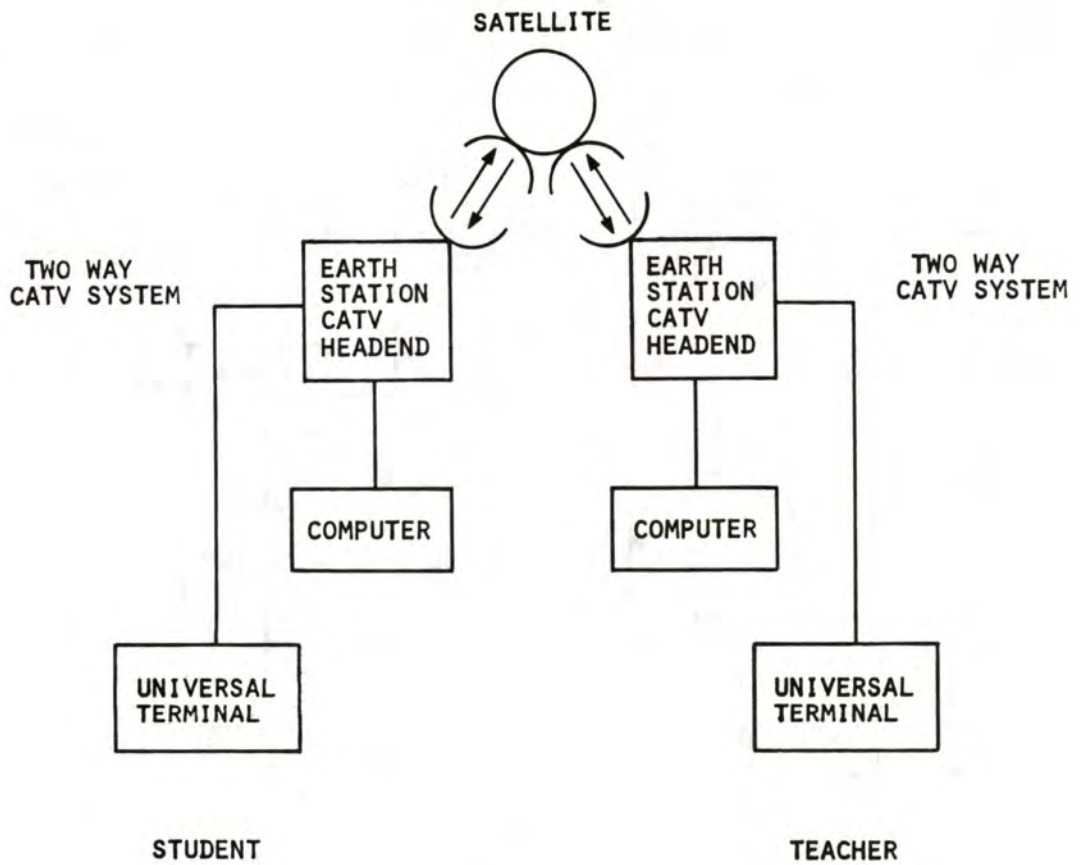 SATELLITE
TWO WAY
CATV SYSTEM
EARTH
STATION
CATV
HEADEND
EARTH
STATION
CATV
HEADEND
TWO WAY
CATV SYSTEM
COMPUTER
COMPUTER
UNIVERSAL
TERMINAL
UNIVERSAL
TERMINAL
STUDENT
TEACHER